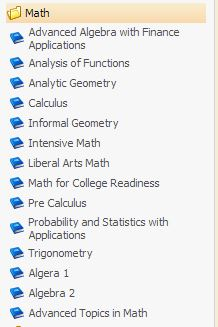 Math
Advanced Algebra with Finance
Applications
Analysis of Functions
Analytic Geometry
Calculus
Informal Geometry
Intensive Math
Liberal Arts Math
Math for College Readiness
Pre Calculus
Probability and Statistics with
Applications
Trigonometry
Algera 1
Algebra 2
Advanced Topics in Math